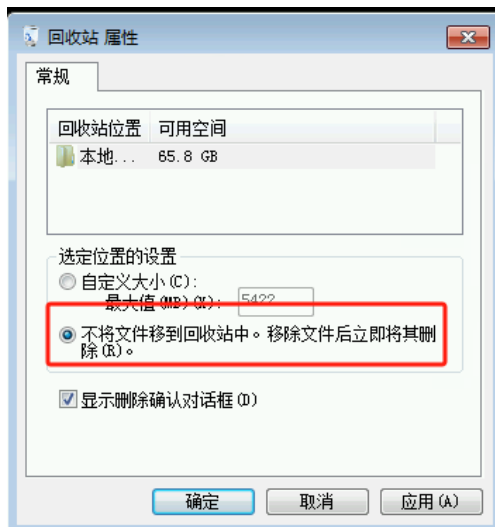 回收站 属性
常规
回收站位置 可用空间
本地... 65.8 GB
选定位置的设置
自定义大小(C):
最大值(MB)(X): 5422
不将文件移到回收站中。移除文件后立即将其删
除(R)。
显示删除确认对话框(D)
确定 取消 应用(A)